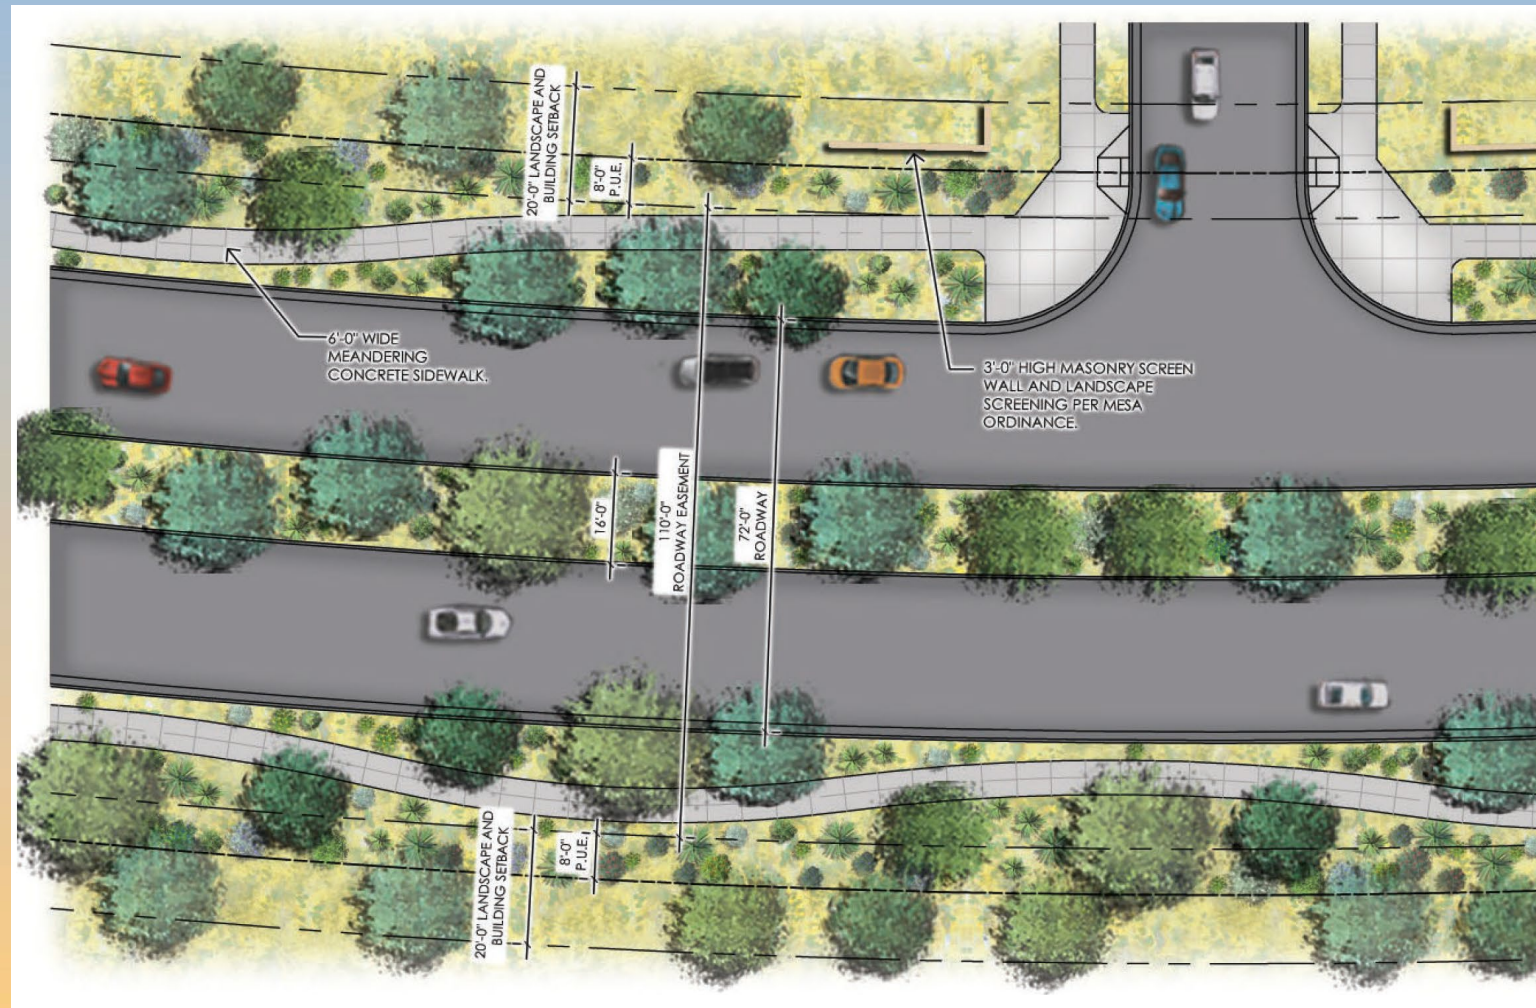 20'-0" LANDSCAPE AND
BUILDING SETBACK
8'-0"
P.U.E.
6'-0" WIDE
MEANDERING
CONCRETE SIDEWALK.
3'-0" HIGH MASONRY SCREEN
WALL AND LANDSCAPE
SCREENING PER MESA
ORDINANCE.
16'-0"
110'-0"
ROADWAY EASEMENT
72'-0"
ROADWAY
20'-0" LANDSCAPE AND
BUILDING SETBACK
8'-0"
P.U.E.